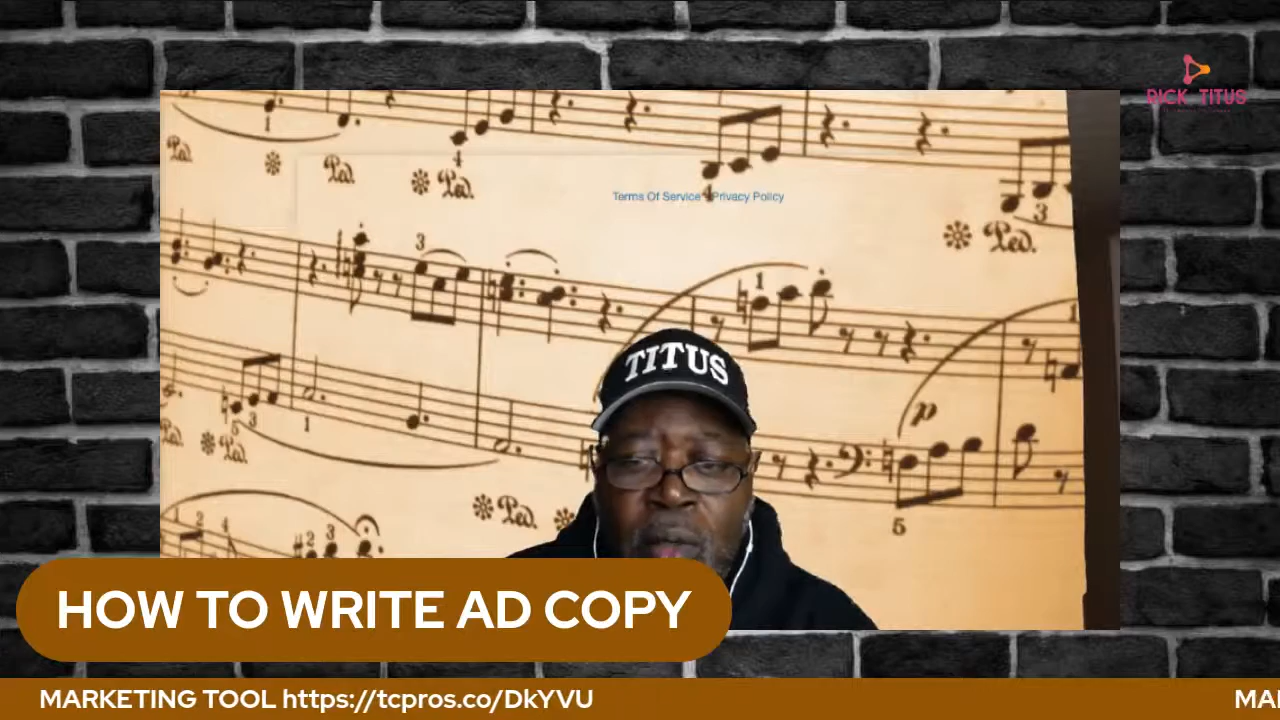 RICK TITUS
Terms Of Service
Privacy Policy
TITUS
HOW TO WRITE AD COPY
MARKETING TOOL https://tcpros.co/DkYVU
MA